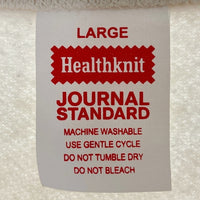 LARGE
Healthknit
JOURNAL
STANDARD
MACHINE WASHABLE
USE GENTLE CYCLE
DO NOT TUMBLE DRY
DO NOT BLEACH